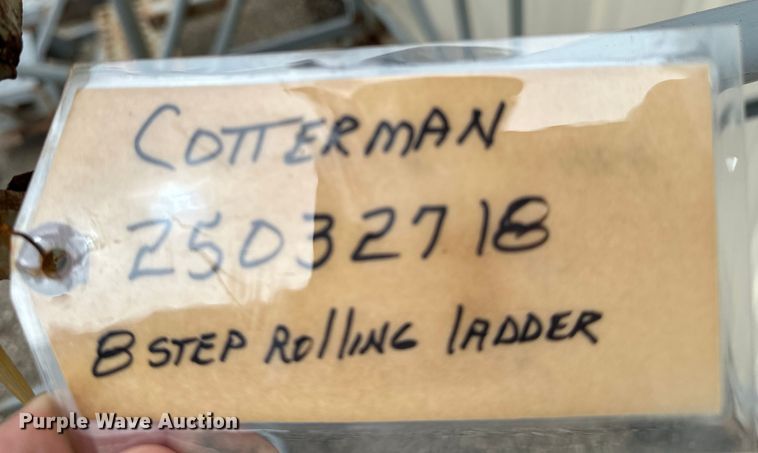 COTTERMAN
25032718
8 STEP ROllING lADDER
Purple Wave Auction